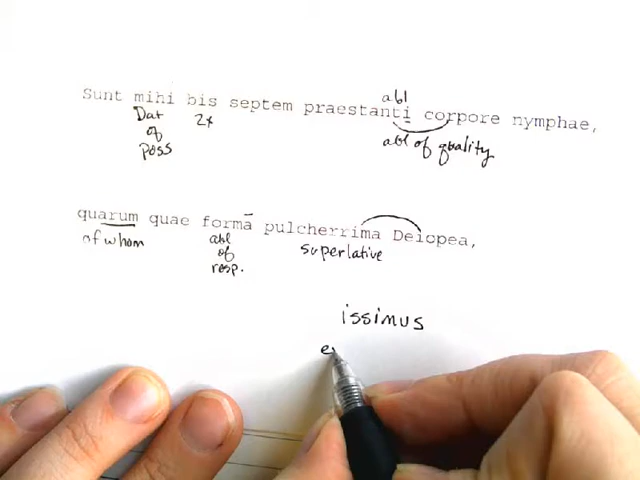 abl
Sunt mihi bis septem praestanti corpore nymphae,
Dat of poss
2x
abl of quality
quarum quae formā pulcherrima Deiopea,
of whom
abl of resp.
superlative
issimus
e